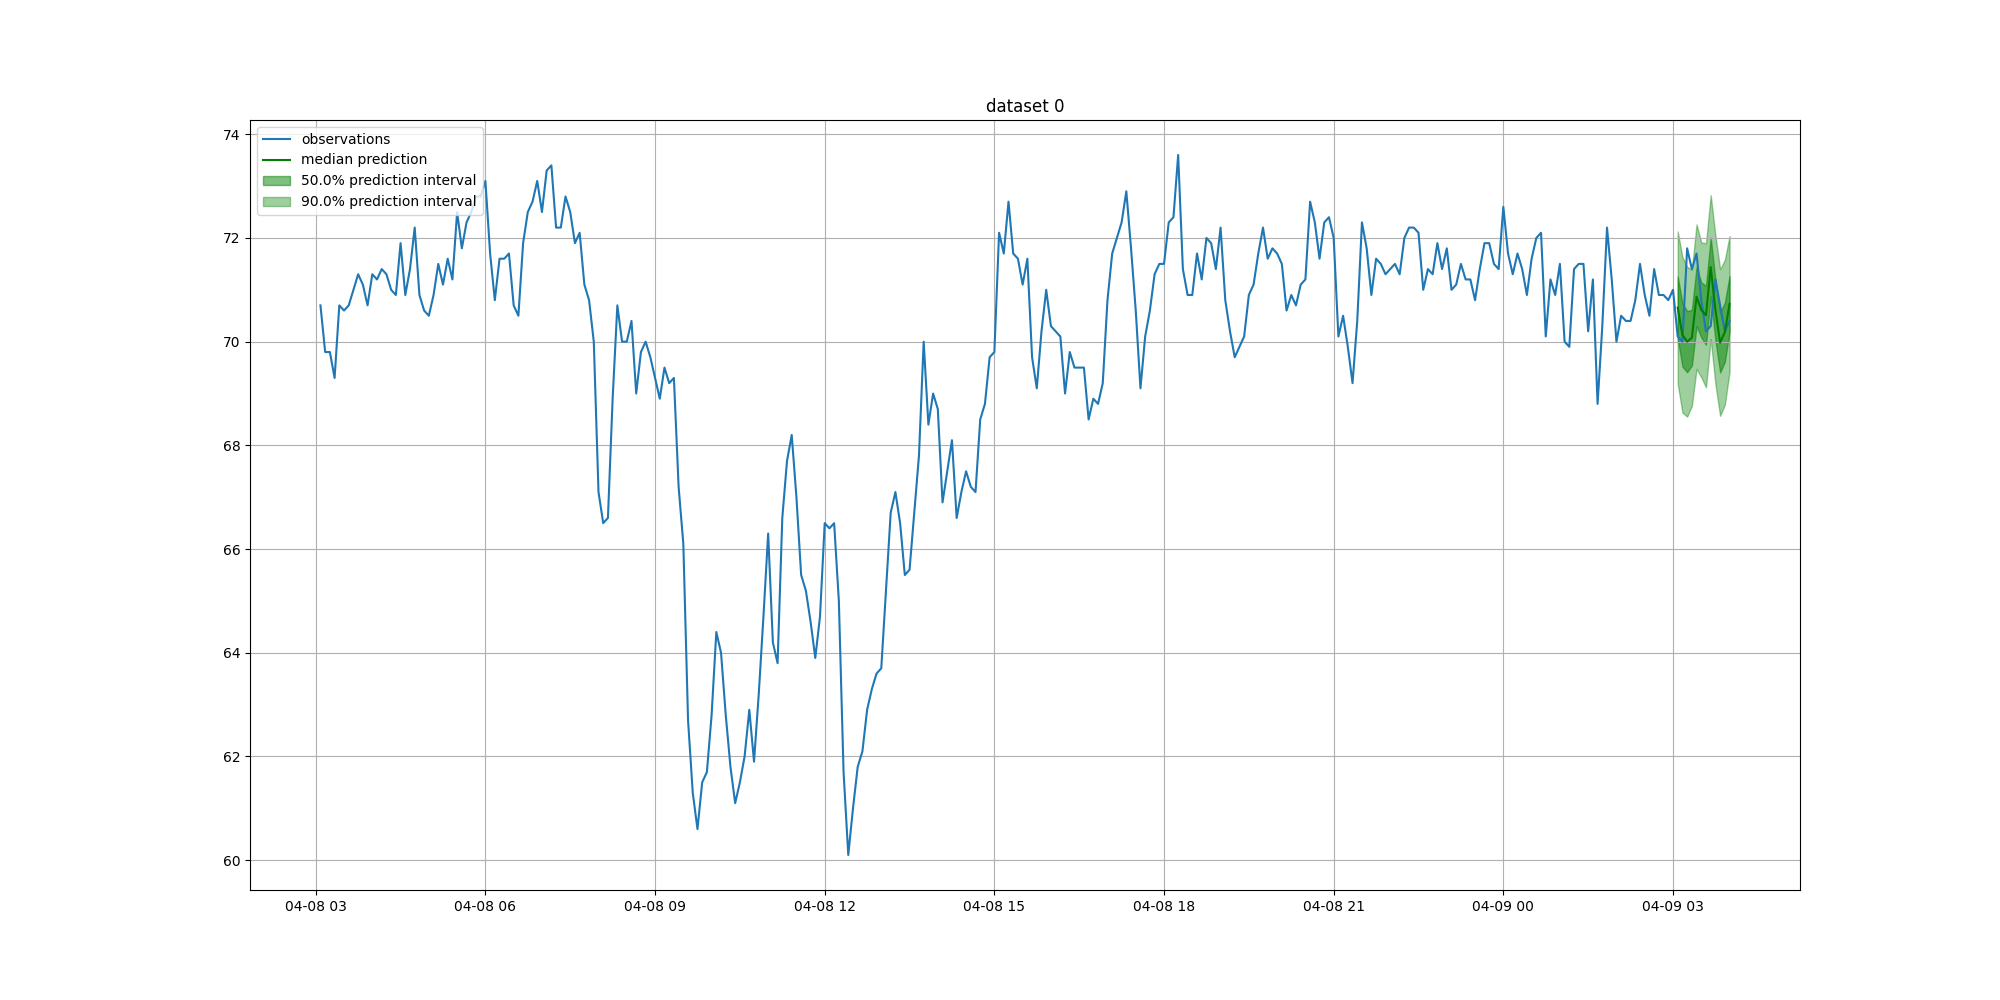 dataset 0
74
observations
median prediction
50.0% prediction interval
90.0% prediction interval
72
70
68
66
64
62
60
04-08 03 04-08 06 04-08 09 04-08 12 04-08 15 04-08 18 04-08 21 04-09 00 04-09 03